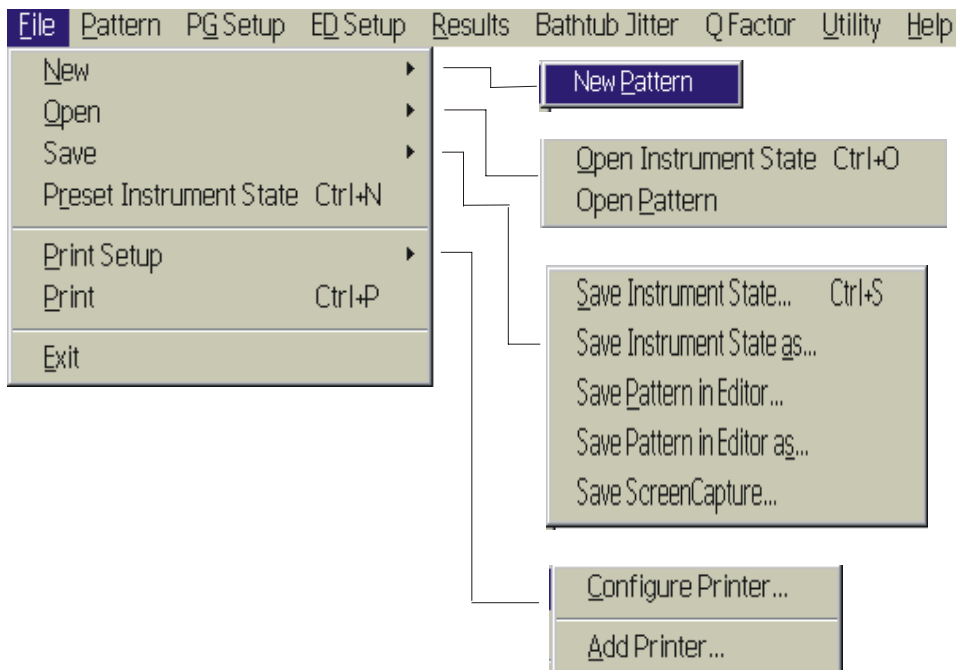 File Pattern PG Setup ED Setup Results Bathtub Jitter Q Factor Utility Help
New
Open
Save
Preset Instrument State Ctrl+N
Print Setup
Print Ctrl+P
Exit
New Pattern
Open Instrument State Ctrl+O
Open Pattern
Save Instrument State... Ctrl+S
Save Instrument State as...
Save Pattern in Editor...
Save Pattern in Editor as...
Save ScreenCapture...
Configure Printer...
Add Printer...